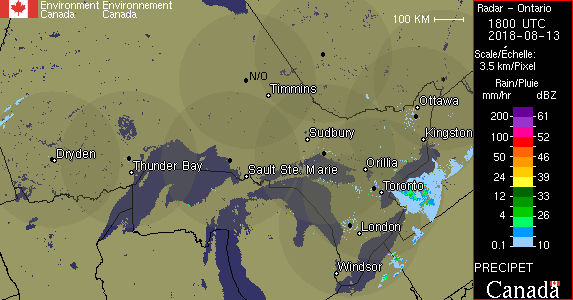 Environment Environnement
Canada Canada
100 KM
N/O
Timmins
Ottawa
Sudbury
Kingston
Dryden
Thunder Bay
Sault Ste. Marie
Orillia
Toronto
London
Windsor
Radar - Ontario
1800 UTC
2018-08-13
Scale/Échelle:
3.5 km/Pixel
Rain/Pluie
mm/hr dBZ
200 61
100 52
50 46
24 39
12 33
4 26
0.1 10
PRECIPET
Canada